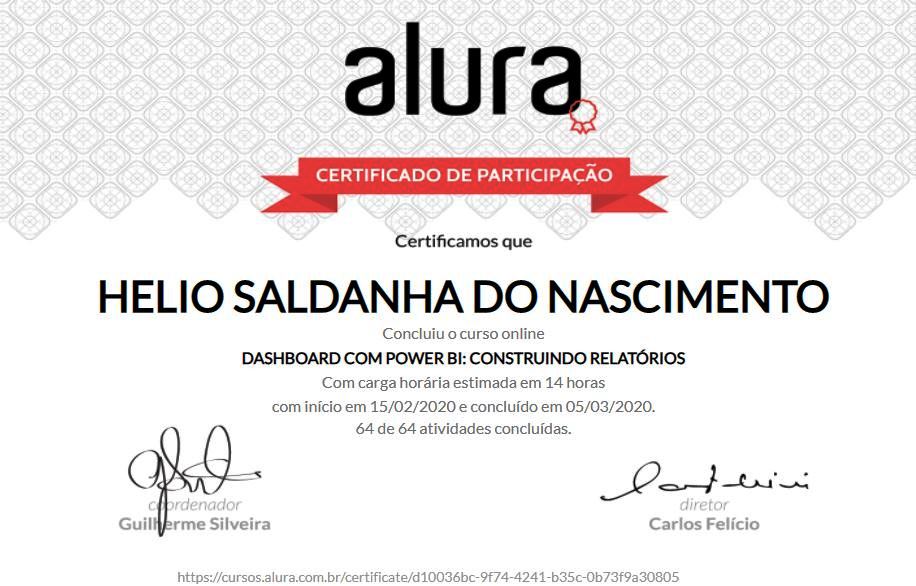 alura
CERTIFICADO DE PARTICIPAÇÃO
Certificamos que
HELIO SALDANHA DO NASCIMENTO
Concluiu o curso online
DASHBOARD COM POWER BI: CONSTRUINDO RELATÓRIOS
Com carga horária estimada em 14 horas
com início em 15/02/2020 e concluído em 05/03/2020.
64 de 64 atividades concluídas.
coordenador
Guilherme Silveira
diretor
Carlos Felício
https://cursos.alura.com.br/certificate/d10036bc-9f74-4241-b35c-0b73f9a30805